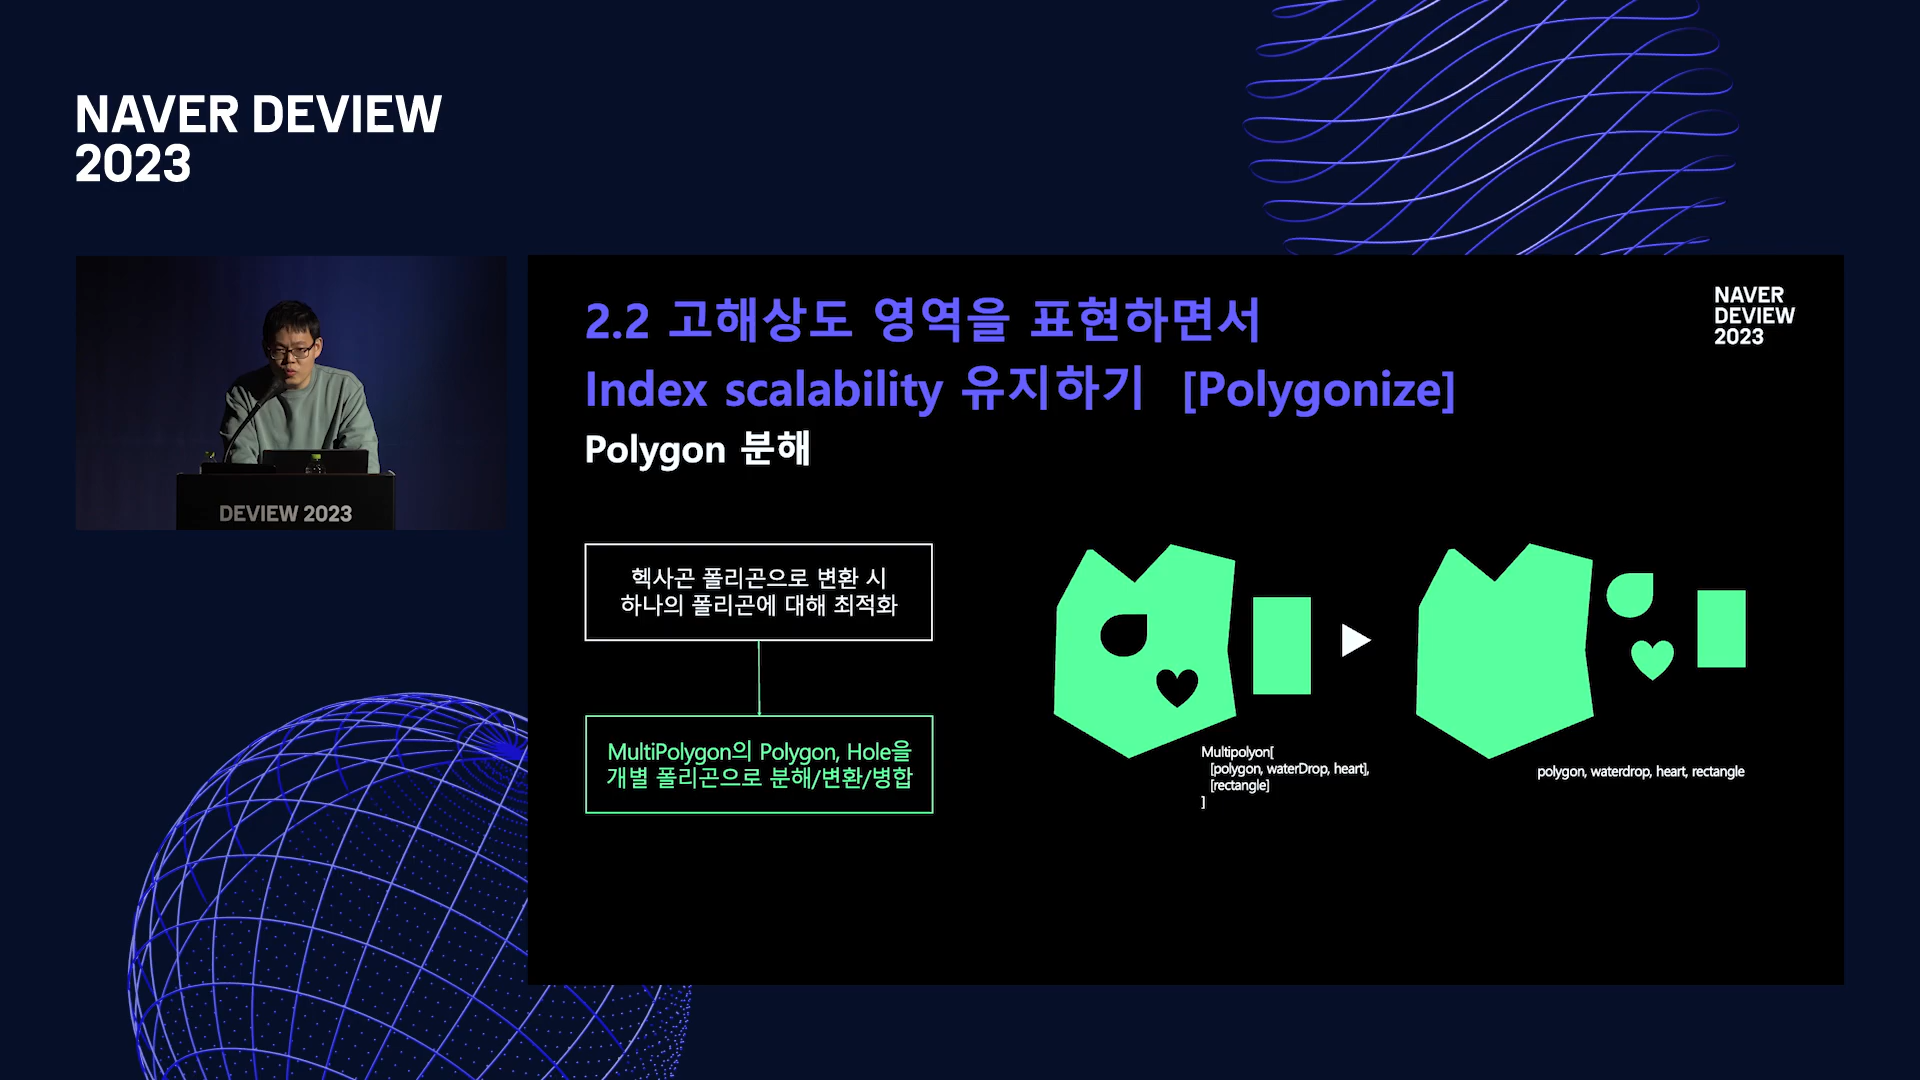 NAVER DEVIEW
2023
DEVIEW 2023
2.2 고해상도 영역을 표현하면서
Index scalability 유지하기 [Polygonize]
Polygon 분해
NAVER
DEVIEW
2023
헥사곤 폴리곤으로 변환 시
하나의 폴리곤에 대해 최적화
MultiPolygon의 Polygon, Hole을
개별 폴리곤으로 분해/변환/병합
Multipolyon[
[polygon, waterDrop, heart],
[rectangle]
]
polygon, waterdrop, heart, rectangle